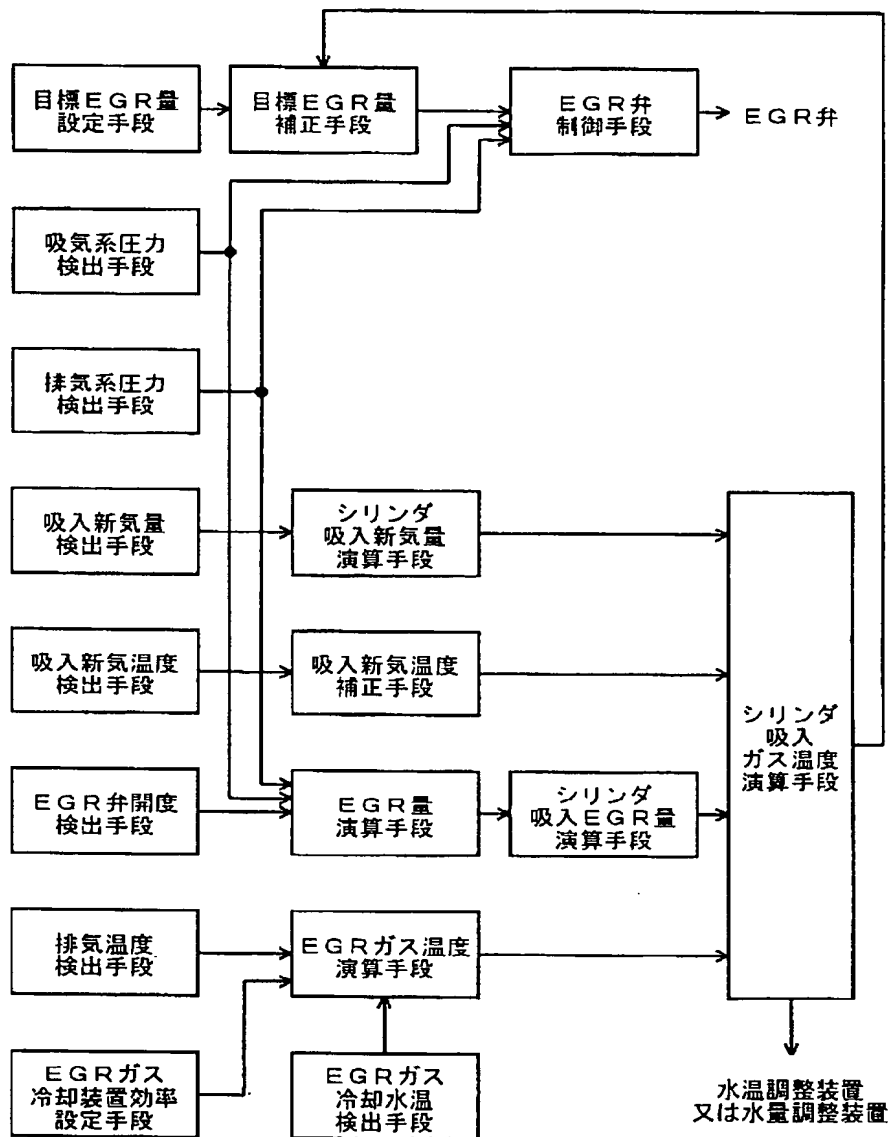 目標EGR量
設定手段
目標EGR量
補正手段
EGR弁
制御手段
EGR弁
吸気系圧力
検出手段
排気系圧力
検出手段
吸入新気量
検出手段
シリンダ
吸入新気量
演算手段
吸入新気温度
検出手段
吸入新気温度
補正手段
シリンダ
吸入
ガス温度
演算手段
EGR弁開度
検出手段
EGR量
演算手段
シリンダ
吸入EGR量
演算手段
排気温度
検出手段
EGRガス温度
演算手段
EGRガス
冷却装置効率
設定手段
EGRガス
冷却水温
検出手段
水温調整装置
又は水量調整装置